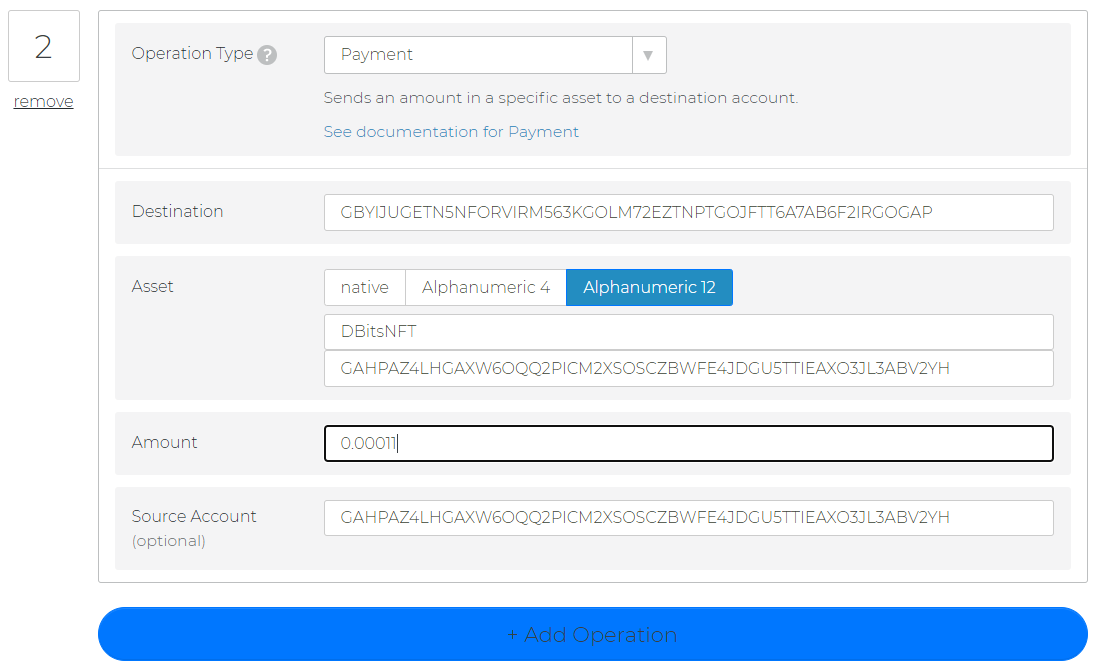 2
remove
Operation Type ?
Payment
Sends an amount in a specific asset to a destination account.
See documentation for Payment
Destination
GBYIJUGETN5NFORVIRM563KGOLM72EZTNPTGOJFTT6A7AB6F2IRGOGAP
Asset
native Alphanumeric 4 Alphanumeric 12
DBitsNFT
GAHPAZ4LHGAXW6OQQ2PICM2XSOSCZBWFE4JDGU5TTIEAXO3JL3ABV2YH
Amount
0.00011
Source Account
(optional)
GAHPAZ4LHGAXW6OQQ2PICM2XSOSCZBWFE4JDGU5TTIEAXO3JL3ABV2YH
+ Add Operation